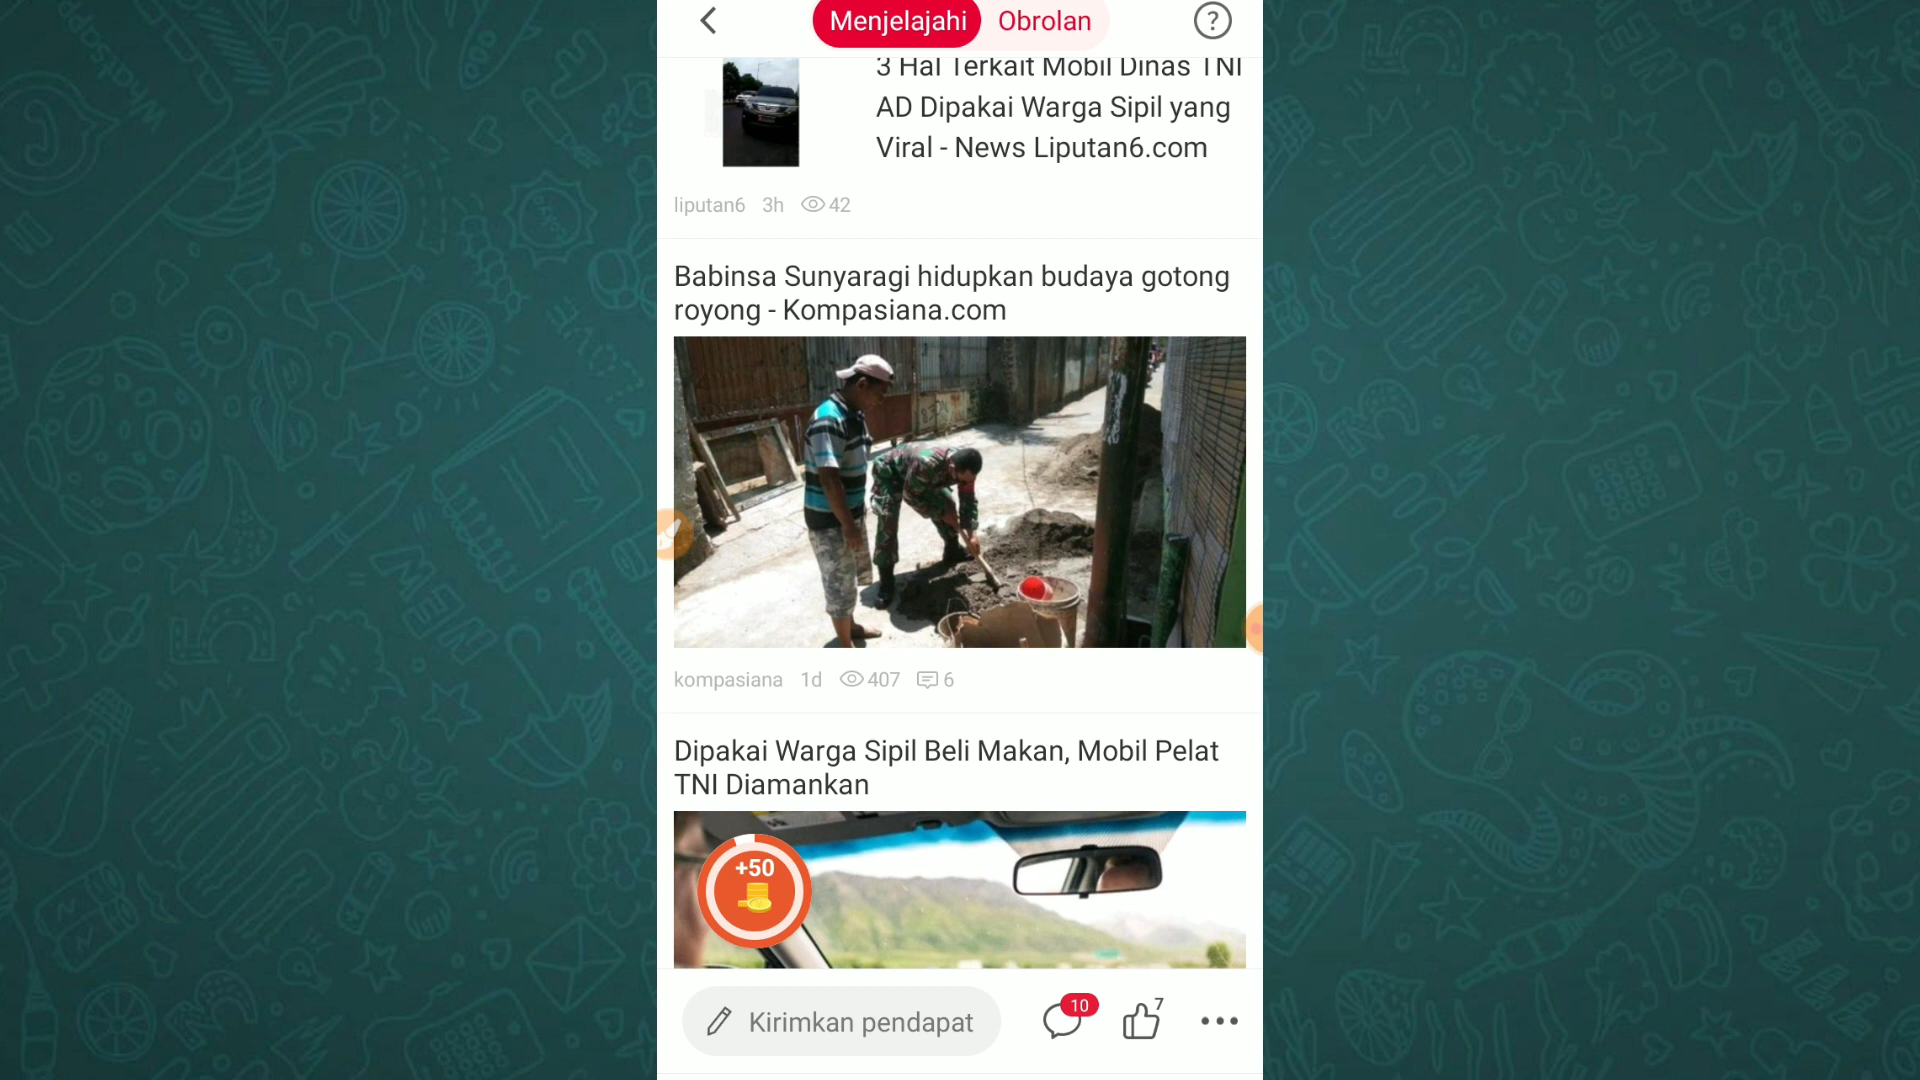 Menjelajahi Obrolan ?
3 Hal Terkait Mobil Dinas TNI
AD Dipakai Warga Sipil yang
Viral - News Liputan6.com
liputan6 3h 42
Babinsa Sunyaragi hidupkan budaya gotong
royong - Kompasiana.com
kompasiana 1d 407 6
Dipakai Warga Sipil Beli Makan, Mobil Pelat
TNI Diamankan
+50
Kirimkan pendapat 10 7